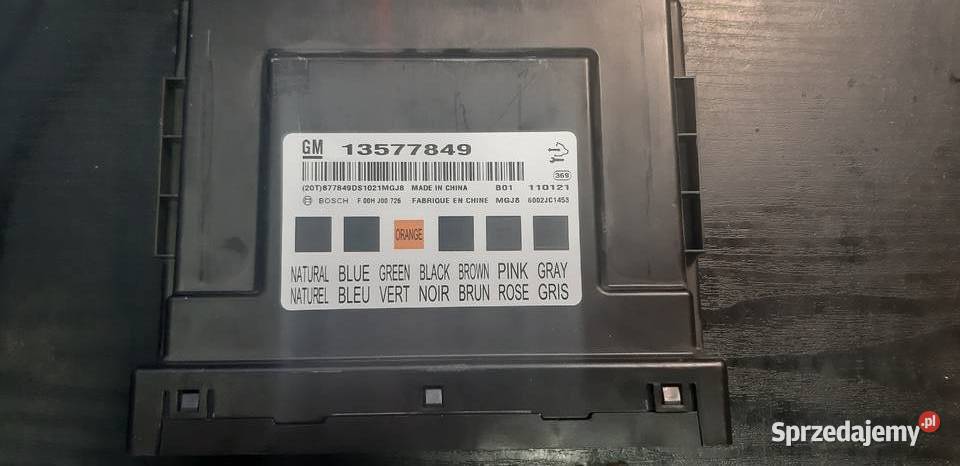 GM 13577849
(20T)877849DS1021MGJ8 MADE IN CHINA B01 110121
369
BOSCH F 00H J00 726 FABRIQUE EN CHINE MGJ8 6002JC1453
ORANGE
NATURAL BLUE GREEN BLACK BROWN PINK GRAY
NATUREL BLEU VERT NOIR BRUN ROSE GRIS
Sprzedajemy.pl